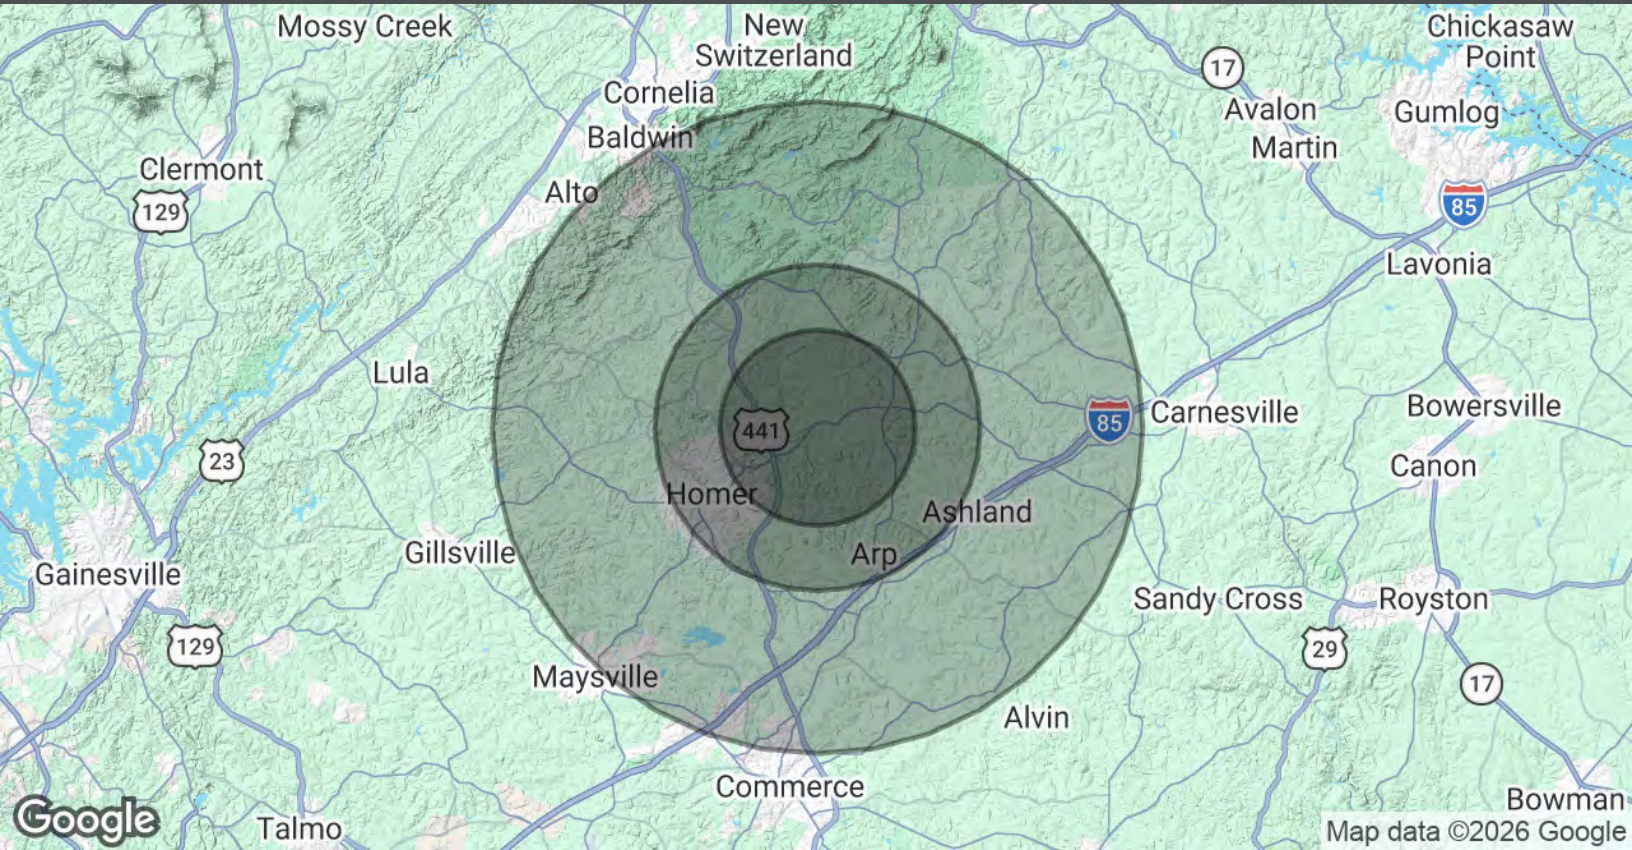 Mossy Creek
New
Switzerland
Chickasaw
Point
17
Cornelia
Avalon
Gumlog
Baldwin
Martin
Clermont
Alto
129
85
Lavonia
Lula
Carnesville
Bowersville
85
441
23
Canon
Homer
Ashland
Gillsville
Arp
Gainesville
Sandy Cross
Royston
129
29
Maysville
17
Alvin
Commerce
Bowman
Google
Talmo
Map data ©2026 Google